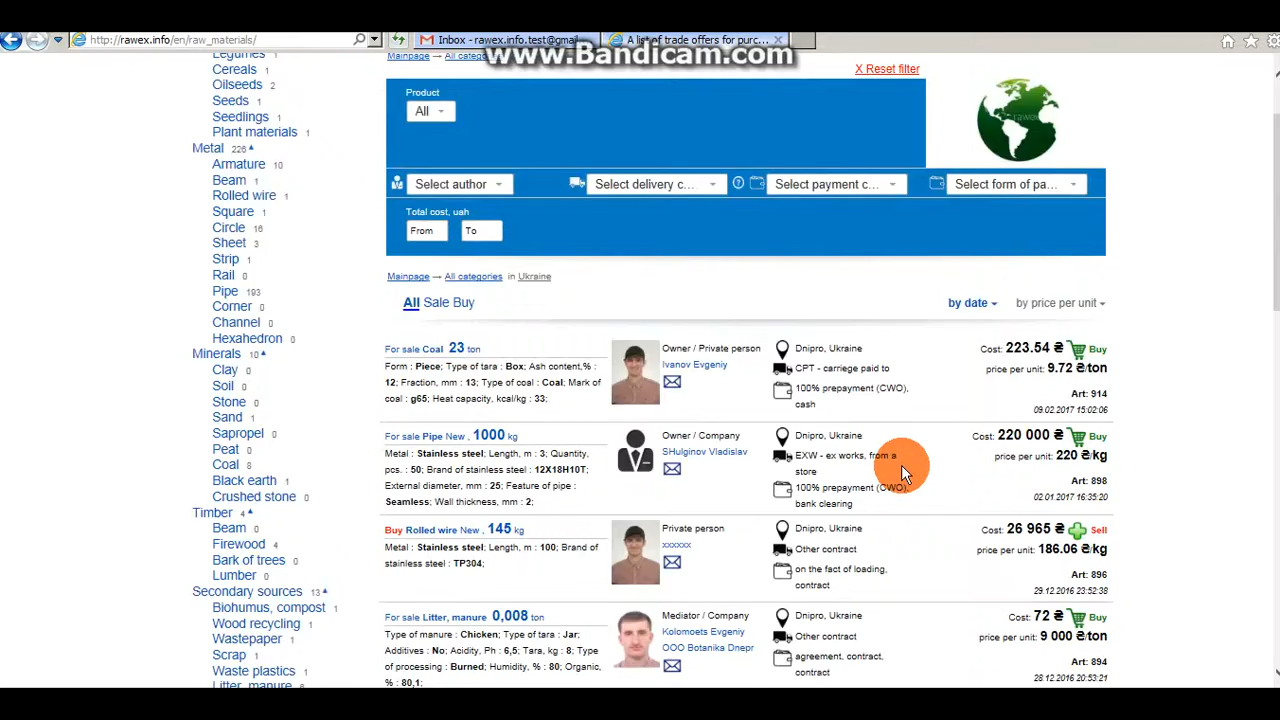 http://rawex.info/en/raw_materials/
Inbox - rawex.info.test@gmail
A list of trade offers for purc...
www.Bandicam.com
Legumes
Cereals 1
Oilseeds 2
Seeds 1
Seedlings 1
Plant materials 1
Metal 226
Armature 10
Beam 1
Rolled wire 1
Square 1
Circle 16
Sheet 3
Strip 1
Rail 0
Pipe 193
Corner 0
Channel 0
Hexahedron 0
Minerals 10
Clay 0
Soil 0
Stone 0
Sand 1
Sapropel 0
Peat 0
Coal 8
Black earth 1
Crushed stone 0
Timber 4
Beam 0
Firewood 4
Bark of trees 0
Lumber 0
Secondary sources 13
Biohumus, compost 1
Wood recycling 1
Wastepaper 1
Scrap 1
Waste plastics 1
Litter, manure 8
Mainpage → All categories
X Reset filter
Product
All
Select author
Select delivery c...
Select payment c...
Select form of pa...
Total cost, uah
From To
Mainpage → All categories in Ukraine
All Sale Buy
by date by price per unit
For sale Coal 23 ton
Form : Piece; Type of tara : Box; Ash content,% :
12; Fraction, mm : 13; Type of coal : Coal; Mark of
coal : g65; Heat capacity, kcal/kg : 33;
Owner / Private person
Ivanov Evgeniy
Dnipro, Ukraine
CPT - carriege paid to
100% prepayment (CWO),
cash
Cost: 223.54 ₴ Buy
price per unit: 9.72 ₴/ton
Art: 914
09.02.2017 15:02:06
For sale Pipe New , 1000 kg
Metal : Stainless steel; Length, m : 3; Quantity,
pcs. : 50; Brand of stainless steel : 12X18H10T;
External diameter, mm : 25; Feature of pipe :
Seamless; Wall thickness, mm : 2;
Owner / Company
SHulginov Vladislav
Dnipro, Ukraine
EXW - ex works, from a
store
100% prepayment (CWO),
bank clearing
Cost: 220 000 ₴ Buy
price per unit: 220 ₴/kg
Art: 898
02.01.2017 16:35:20
Buy Rolled wire New , 145 kg
Metal : Stainless steel; Length, m : 100; Brand of
stainless steel : TP304;
Private person
xxxxxx
Dnipro, Ukraine
Other contract
on the fact of loading,
contract
Cost: 26 965 ₴ Sell
price per unit: 186.06 ₴/kg
Art: 896
29.12.2016 23:52:38
For sale Litter, manure 0,008 ton
Type of manure : Chicken; Type of tara : Jar;
Additives : No; Acidity, Ph : 6,5; Tara, kg : 8; Type
of processing : Burned; Humidity, % : 80; Organic,
% : 80,1;
Mediator / Company
Kolomoets Evgeniy
OOO Botanika Dnepr
Dnipro, Ukraine
Other contract
agreement, contract,
contract
Cost: 72 ₴ Buy
price per unit: 9 000 ₴/ton
Art: 894
28.12.2016 20:53:21